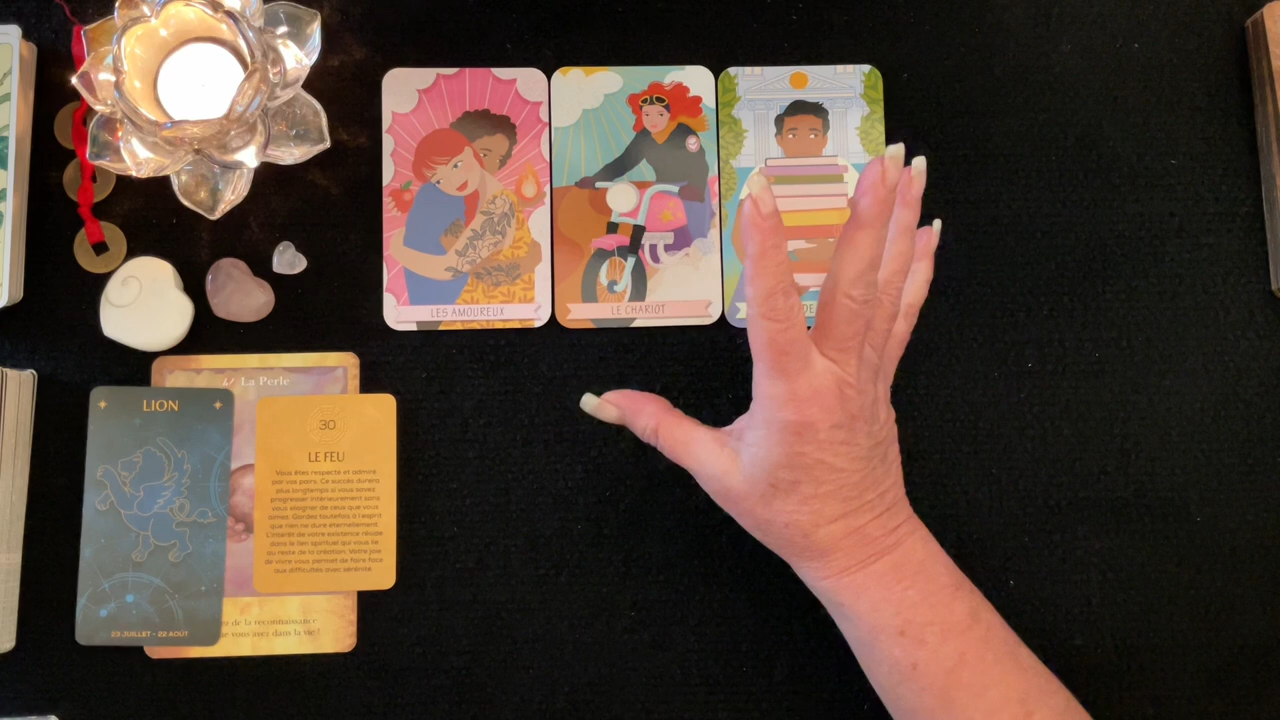 LES AMOUREUX
LE CHARIOT
DE
La Perle
LION
23 JUILLET - 22 AOÛT
30
LE FEU
Vous êtes respecté et admiré
par vos pairs. Ce succès durera
plus longtemps si vous savez
progresser intérieurement sans
vous éloigner de ceux que vous
aimez. Gardez toutefois à l'esprit
que rien ne dure éternellement.
L'intérêt de votre existence réside
dans le lien spirituel qui vous lie
au reste de la création. Votre joie
de vivre vous permet de faire face
aux difficultés avec sérénité.
de la reconnaissance
vous avez dans la vie !